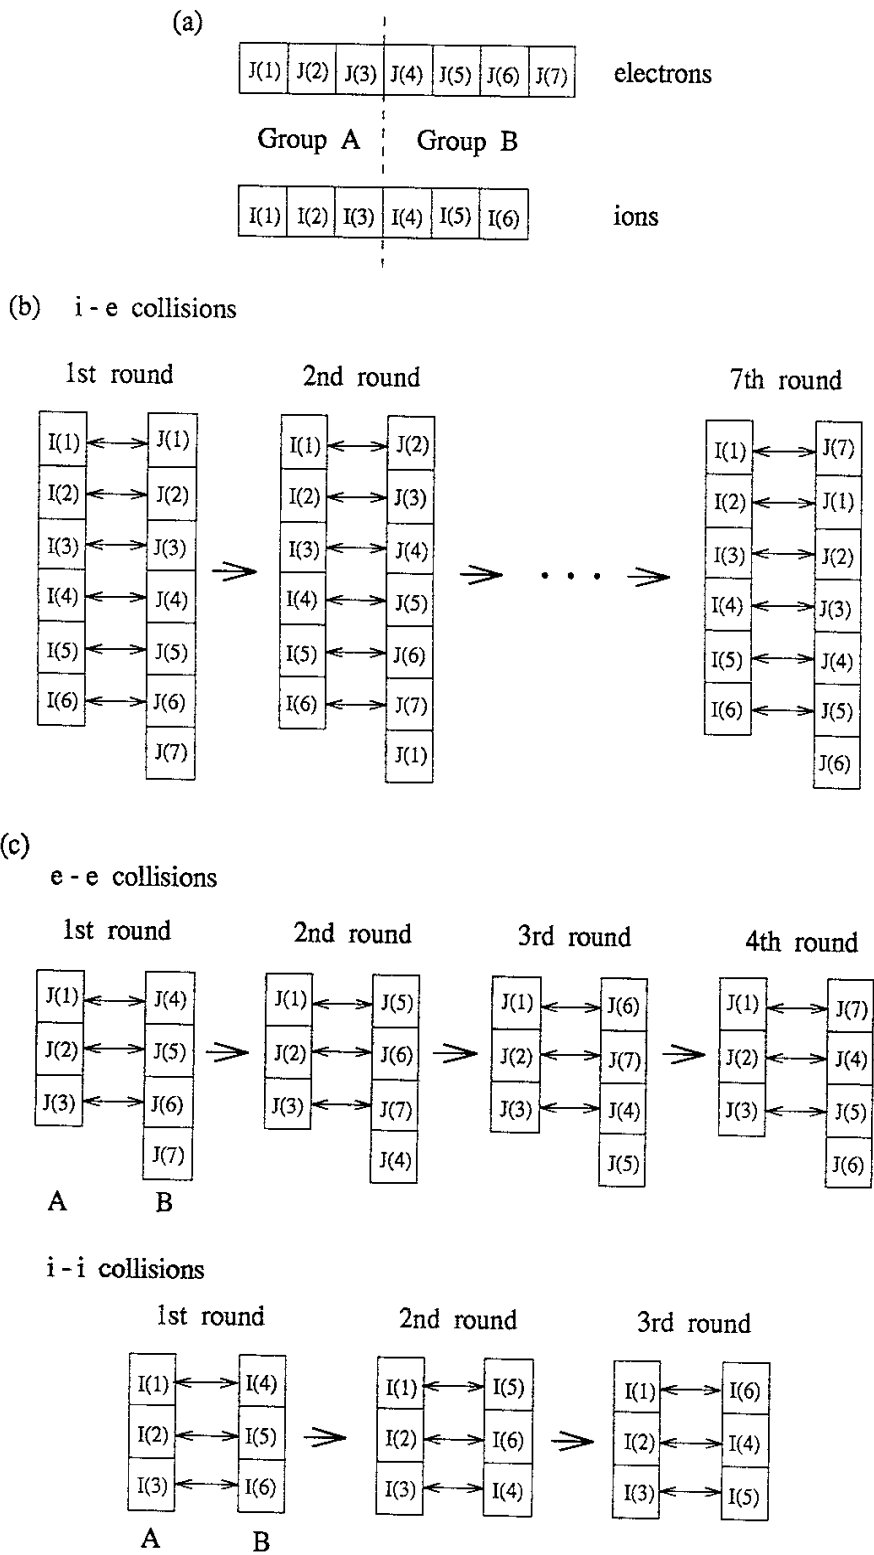 (a)
J(1) J(2) J(3) J(4) J(5) J(6) J(7) electrons
Group A Group B
I(1) I(2) I(3) I(4) I(5) I(6) ions
(b) i - e collisions
1st round 2nd round 7th round
I(1) J(1) I(1) J(2) I(1) J(7)
I(2) J(2) I(2) J(3) I(2) J(1)
I(3) J(3) I(3) J(4) I(3) J(2)
I(4) J(4) I(4) J(5) I(4) J(3)
I(5) J(5) I(5) J(6) I(5) J(4)
I(6) J(6) I(6) J(7) I(6) J(5)
J(7) J(1) J(6)
(c)
e - e collisions
1st round 2nd round 3rd round 4th round
J(1) J(4) J(1) J(5) J(1) J(6) J(1) J(7)
J(2) J(5) J(2) J(6) J(2) J(7) J(2) J(4)
J(3) J(6) J(3) J(7) J(3) J(4) J(3) J(5)
J(7) J(4) J(5) J(6)
A B
i - i collisions
1st round 2nd round 3rd round
I(1) I(4) I(1) I(5) I(1) I(6)
I(2) I(5) I(2) I(6) I(2) I(4)
I(3) I(6) I(3) I(4) I(3) I(5)
A B